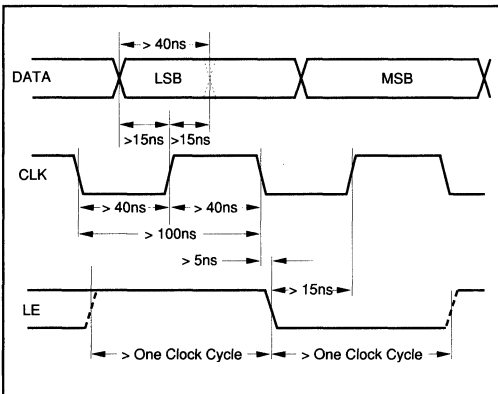 > 40ns
DATA
LSB
MSB
>15ns
>15ns
CLK
> 40ns
> 40ns
> 100ns
> 5ns
> 15ns
LE
> One Clock Cycle
> One Clock Cycle